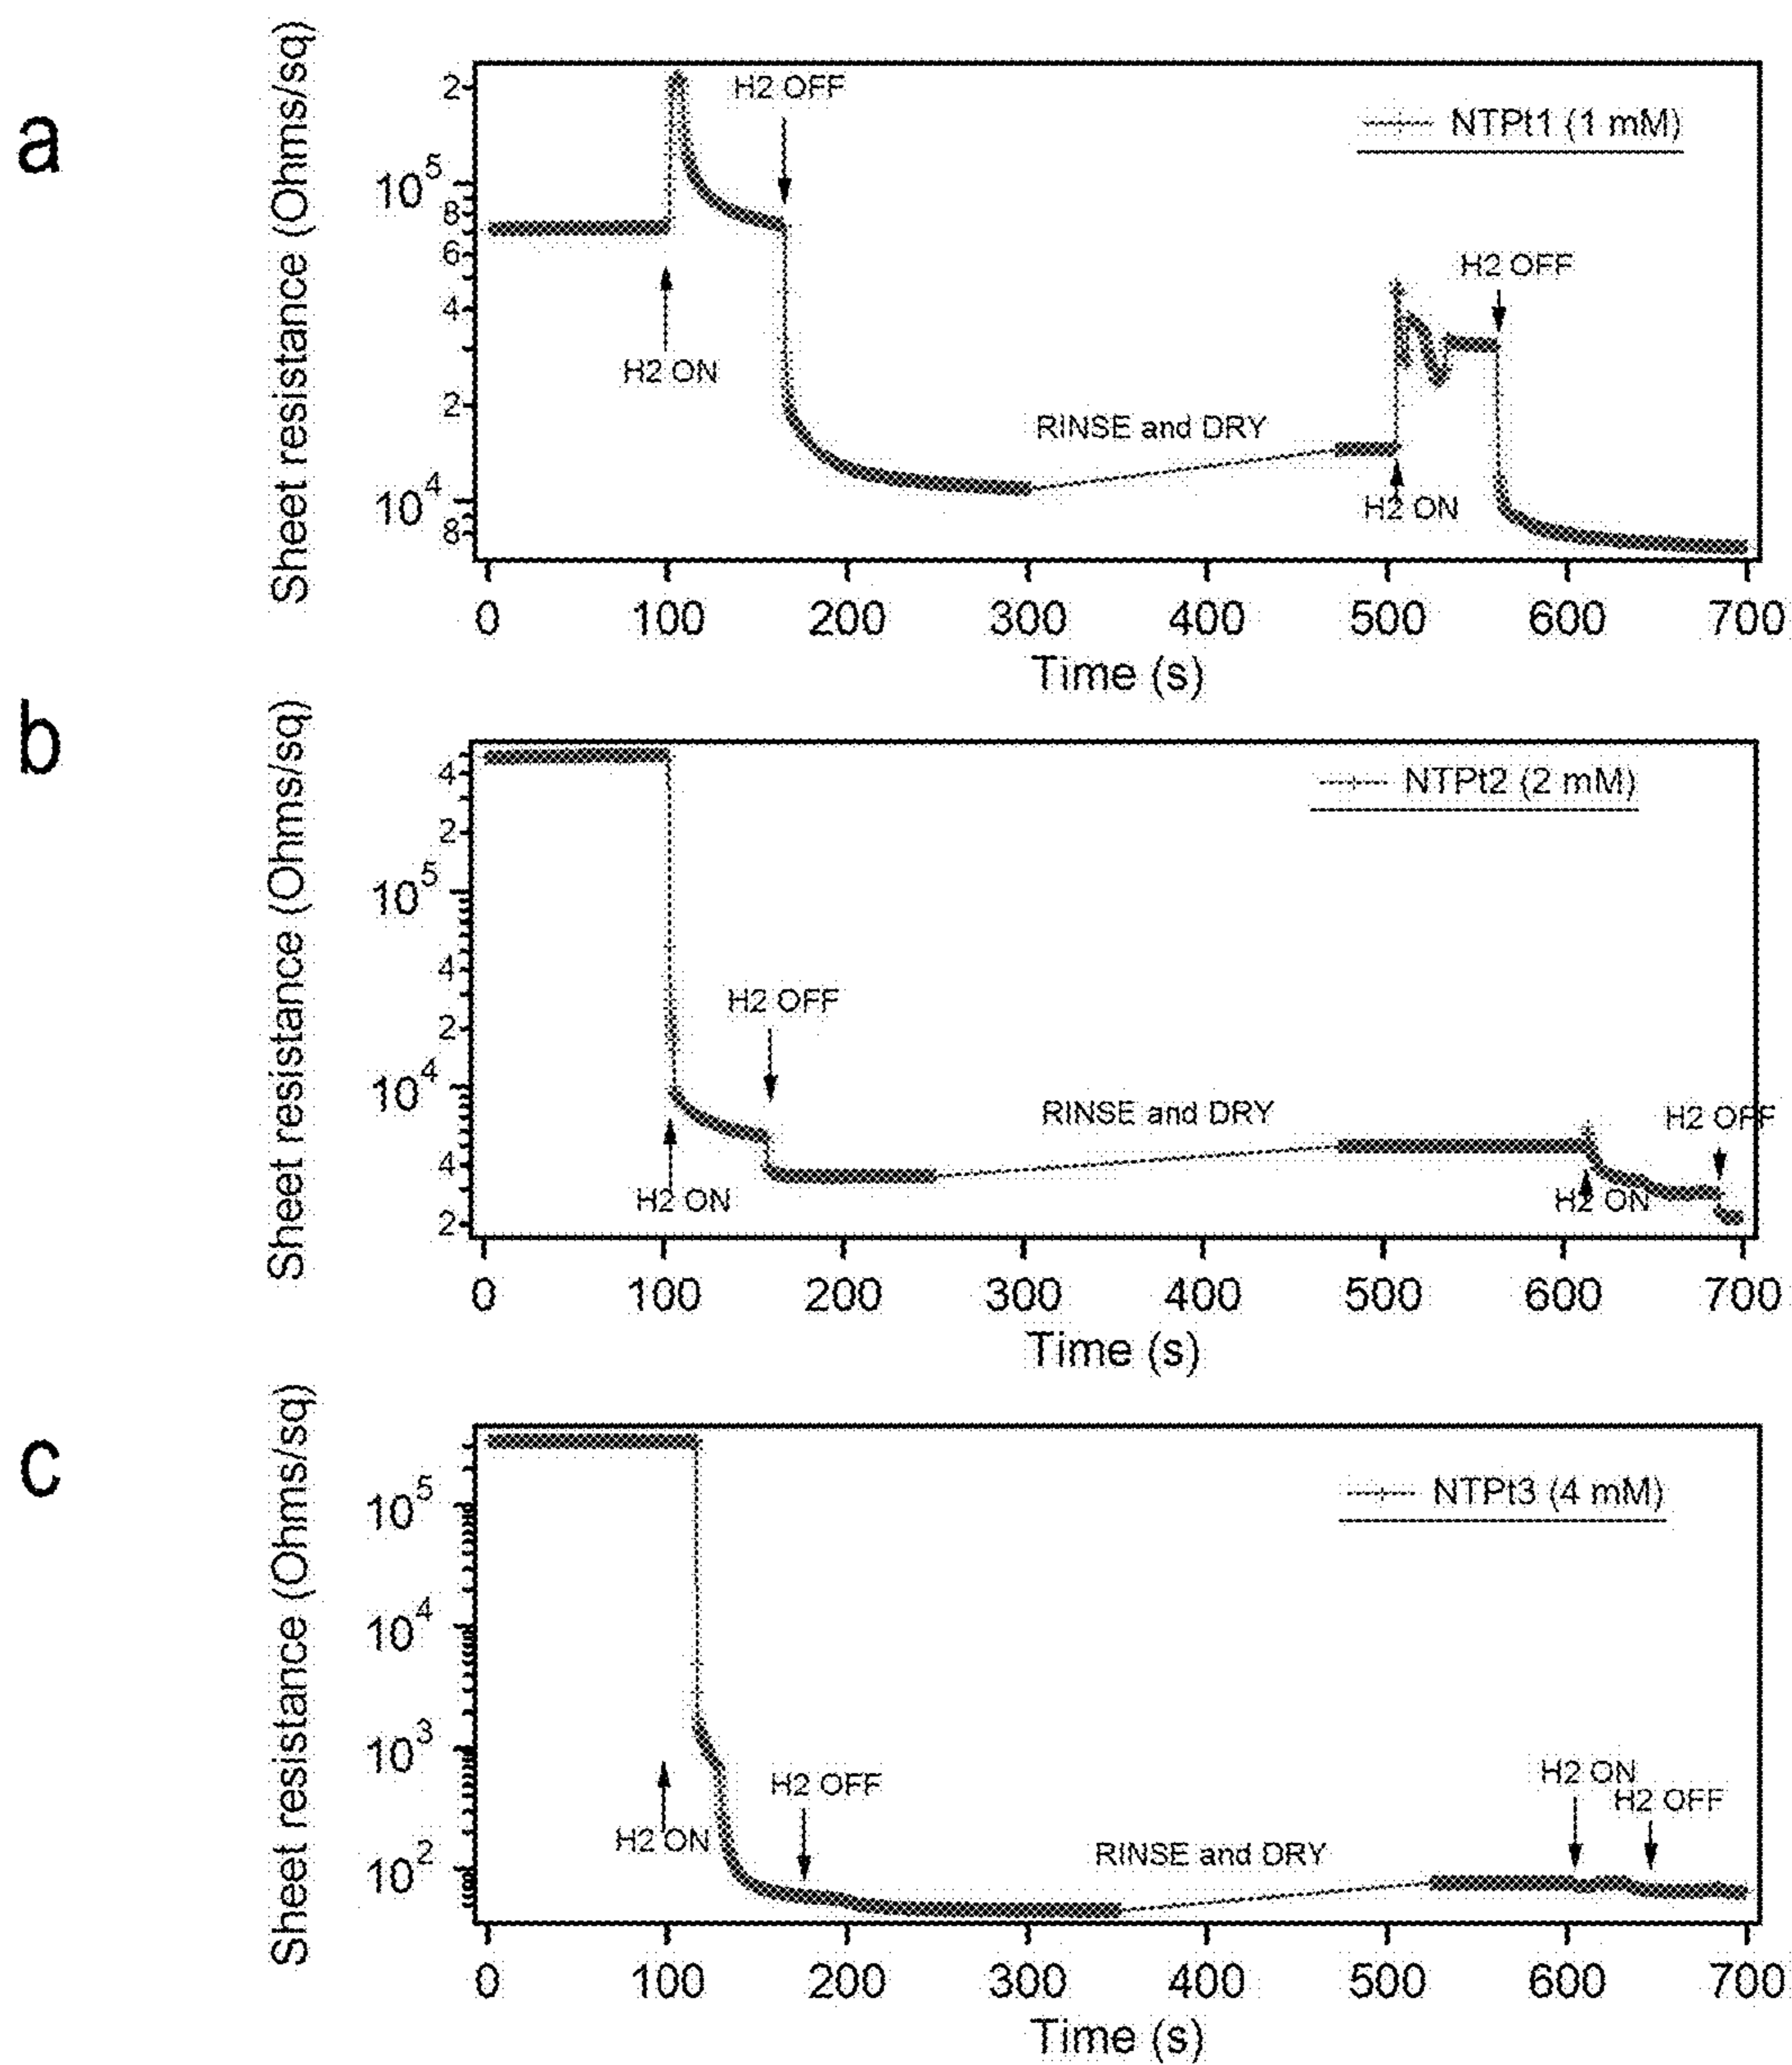 a
Sheet resistance (Ohms/sq)
2
10^5
8
6
4
2
10^4
8
H2 OFF
NTPt1 (1 mM)
H2 ON
H2 OFF
RINSE and DRY
H2 ON
0 100 200 300 400 500 600 700
Time (s)
b
Sheet resistance (Ohms/sq)
4
2
10^5
4
2
10^4
4
2
NTPt2 (2 mM)
H2 OFF
RINSE and DRY
H2 OFF
H2 ON
H2 ON
0 100 200 300 400 500 600 700
Time (s)
c
Sheet resistance (Ohms/sq)
10^5
10^4
10^3
10^2
NTPt3 (4 mM)
H2 ON
H2 OFF
H2 OFF
H2 ON
RINSE and DRY
0 100 200 300 400 500 600 700
Time (s)